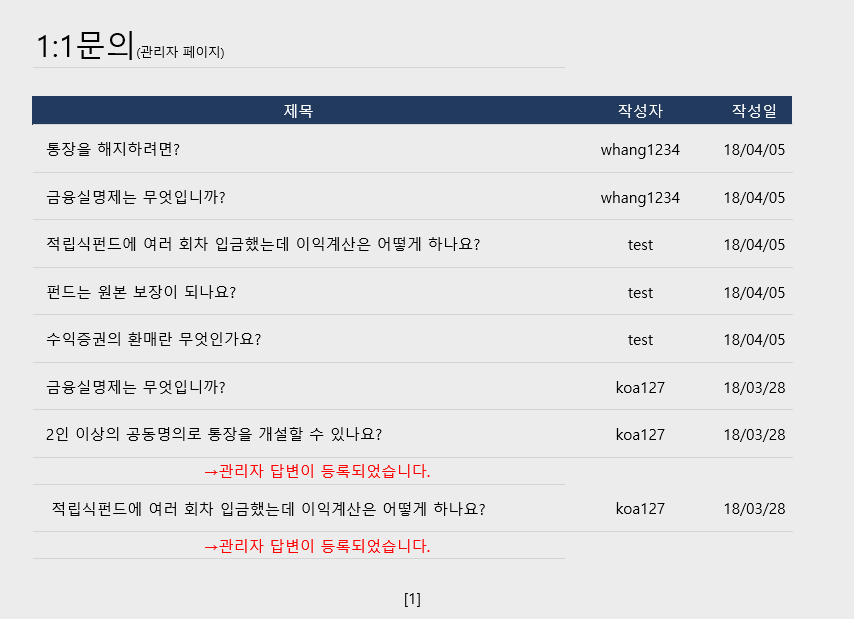 1:1문의(관리자 페이지)
제목 작성자 작성일
통장을 해지하려면? whang1234 18/04/05
금융실명제는 무엇입니까? whang1234 18/04/05
적립식펀드에 여러 회차 입금했는데 이익계산은 어떻게 하나요? test 18/04/05
펀드는 원본 보장이 되나요? test 18/04/05
수익증권의 환매란 무엇인가요? test 18/04/05
금융실명제는 무엇입니까? koa127 18/03/28
2인 이상의 공동명의로 통장을 개설할 수 있나요? koa127 18/03/28
→관리자 답변이 등록되었습니다.
적립식펀드에 여러 회차 입금했는데 이익계산은 어떻게 하나요? koa127 18/03/28
→관리자 답변이 등록되었습니다.
[1]